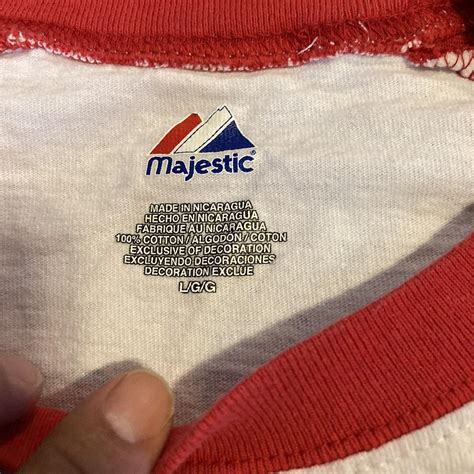 Majestic®
MADE IN NICARAGUA
HECHO EN NICARAGUA
FABRIQUE AU NICARAGUA
100% COTTON / ALGODON / COTON
EXCLUSIVE OF DECORATION
EXCLUYENDO DECORACIONES
DECORATION EXCLUE
L/G/G